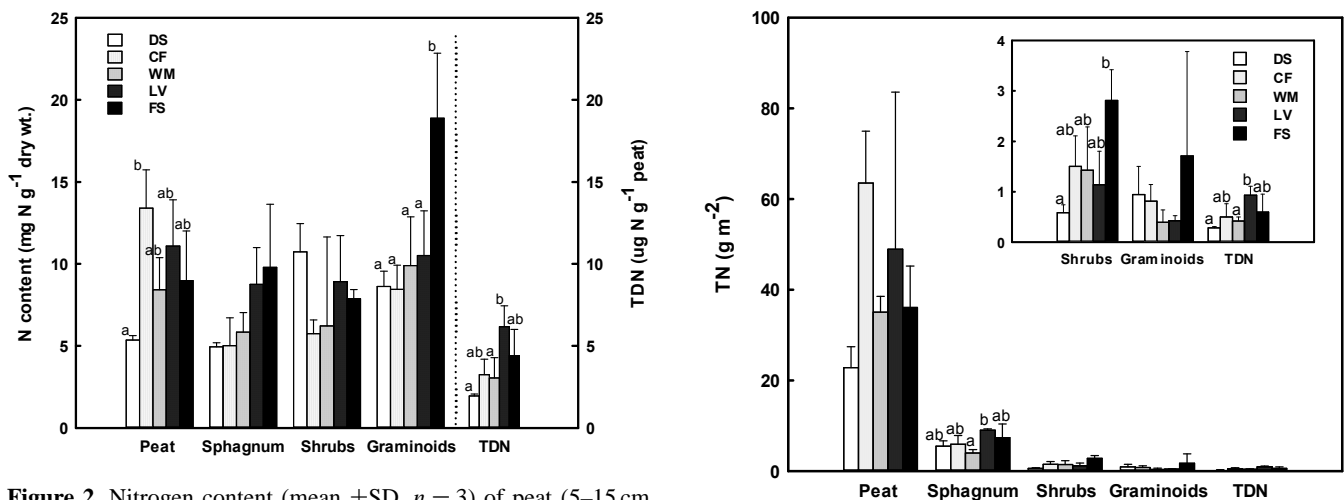 25
20
15
10
5
0
N content (mg N g-1 dry wt.)
DS
CF
WM
LV
FS
a
b
ab
ab
ab
a
a
a
a
b
a
ab
a
b
ab
Peat Sphagnum Shrubs Graminoids TDN
25
20
15
10
5
0
TDN (ug N g-1 peat)
Figure 2. Nitrogen content (mean ±SD, n = 3) of peat (5–15 cm
100
80
60
40
20
0
TN (g m-2)
ab
ab
a
b
ab
Peat Sphagnum Shrubs Graminoids TDN
4
3
2
1
0
DS
CF
WM
LV
FS
a
ab
ab
ab
b
a
ab
a
b
ab
Shrubs Graminoids TDN